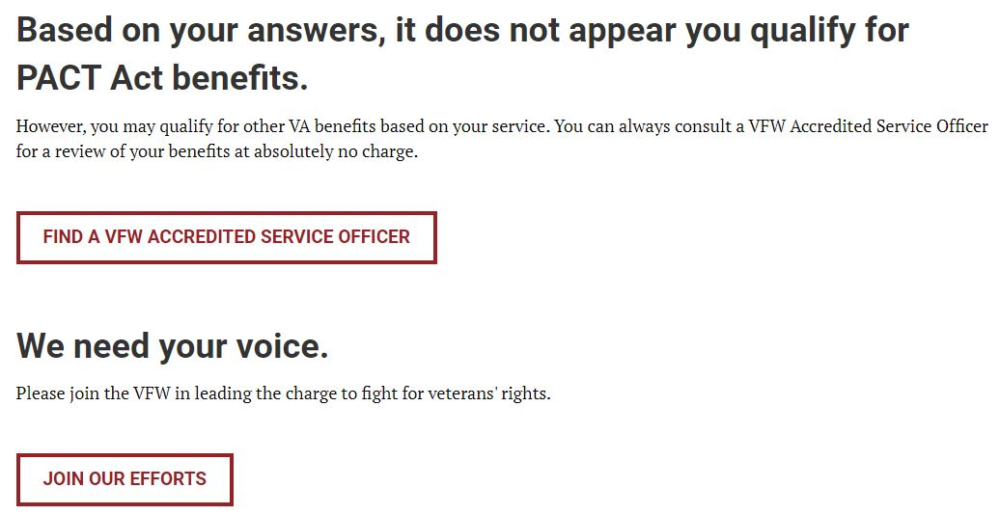 Based on your answers, it does not appear you qualify for
PACT Act benefits.
However, you may qualify for other VA benefits based on your service. You can always consult a VFW Accredited Service Officer
for a review of your benefits at absolutely no charge.
FIND A VFW ACCREDITED SERVICE OFFICER
We need your voice.
Please join the VFW in leading the charge to fight for veterans' rights.
JOIN OUR EFFORTS